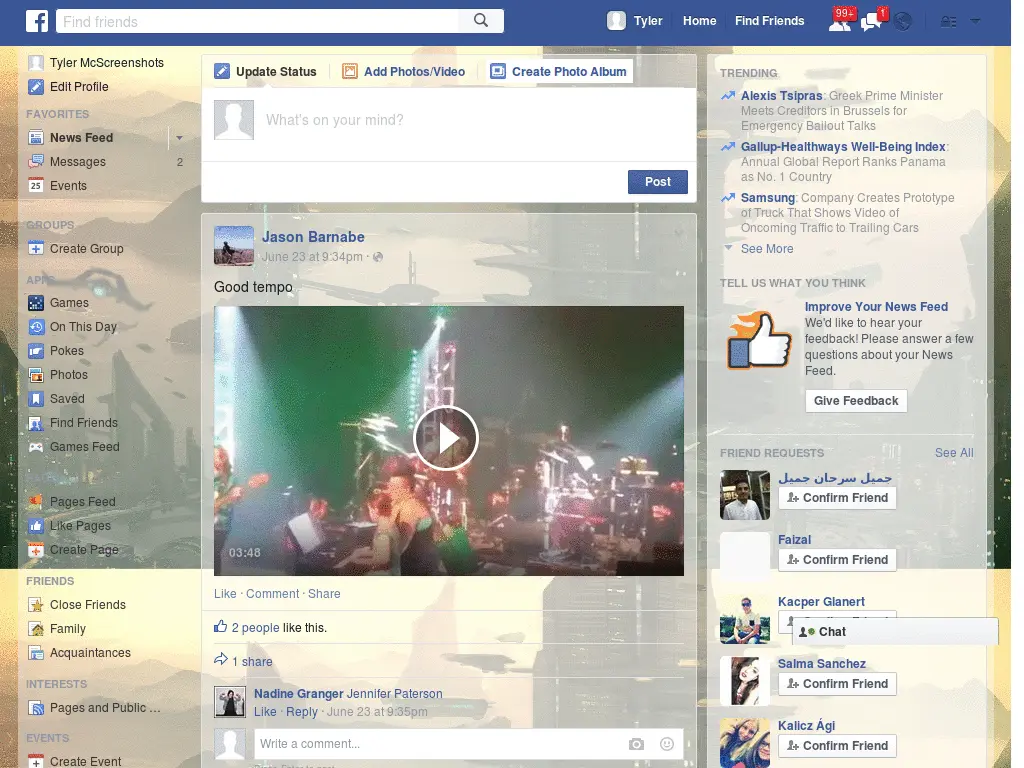 Find friends
Tyler
Home
Find Friends
99+
1
Tyler McScreenshots
Edit Profile
FAVORITES
News Feed
Messages
2
25
Events
GROUPS
Create Group
APPS
Games
On This Day
Pokes
Photos
Saved
Find Friends
Games Feed
Pages Feed
Like Pages
Create Page
FRIENDS
Close Friends
Family
Acquaintances
INTERESTS
Pages and Public ...
EVENTS
Create Event
Update Status
Add Photos/Video
Create Photo Album
What's on your mind?
Post
Jason Barnabe
June 23 at 9:34pm ·
Good tempo
03:48
Like · Comment · Share
2 people like this.
1 share
Nadine Granger Jennifer Paterson
Like · Reply · June 23 at 9:35pm
Write a comment...
TRENDING
Alexis Tsipras: Greek Prime Minister
Meets Creditors in Brussels for
Emergency Bailout Talks
Gallup-Healthways Well-Being Index:
Annual Global Report Ranks Panama
as No. 1 Country
Samsung: Company Creates Prototype
of Truck That Shows Video of
Oncoming Traffic to Trailing Cars
See More
TELL US WHAT YOU THINK
Improve Your News Feed
We'd like to hear your
feedback! Please answer a few
questions about your News
Feed.
Give Feedback
FRIEND REQUESTS
See All
جميل سرحان جميل
Confirm Friend
Faizal
Confirm Friend
Kacper Glanert
Chat
Salma Sanchez
Confirm Friend
Kalicz Ági
Confirm Friend